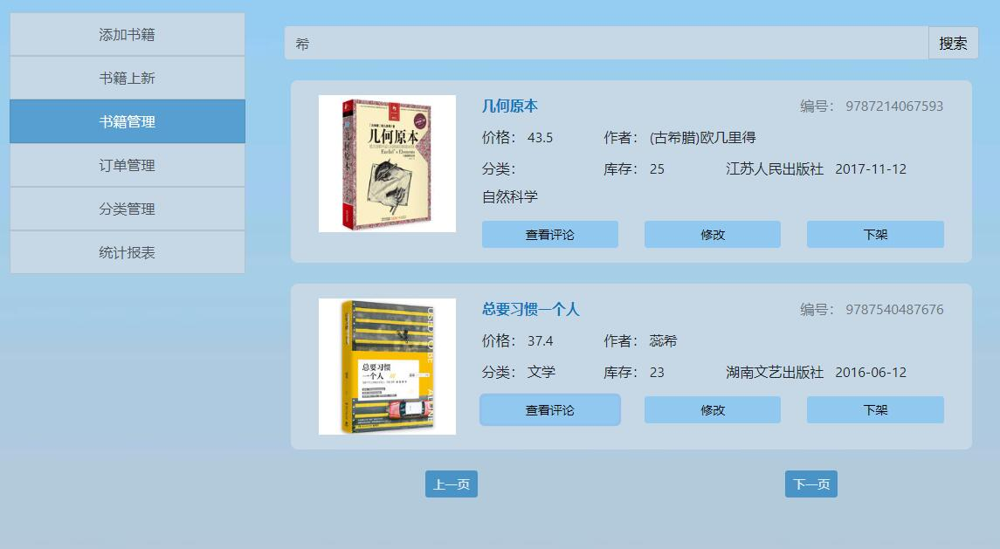 添加书籍
书籍上新
书籍管理
订单管理
分类管理
统计报表
希
搜索
几何原本
Euclid's Elements
几何原本
编号： 9787214067593
价格： 43.5 作者： (古希腊)欧几里得
分类： 库存： 25 江苏人民出版社 2017-11-12
自然科学
查看评论 修改 下架
总要习惯
一个人
USED TO BE
总要习惯一个人
编号： 9787540487676
价格： 37.4 作者： 蕊希
分类： 文学 库存： 23 湖南文艺出版社 2016-06-12
查看评论 修改 下架
上一页 下一页